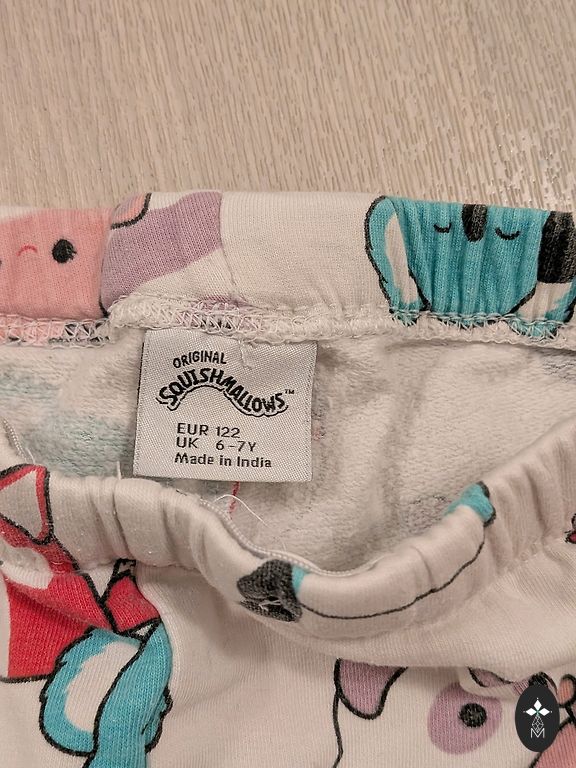 ORIGINAL
SQUISHMALLOWS™
EUR 122
UK 6-7Y
Made in India
M